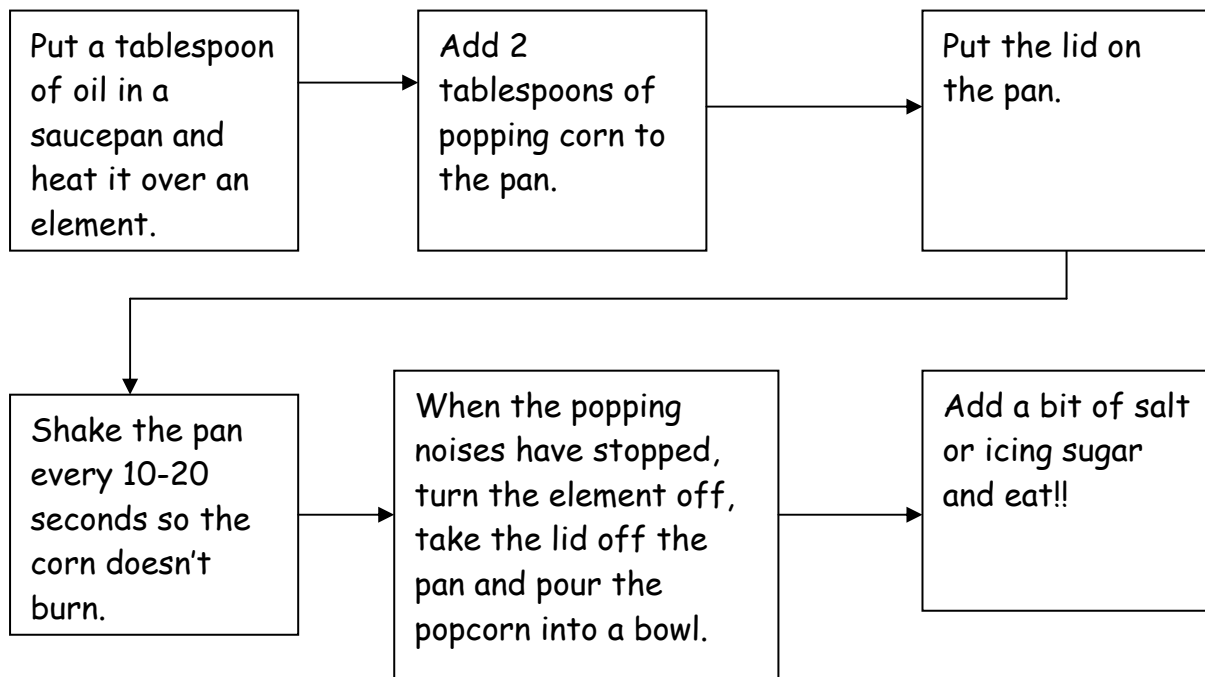 Put a tablespoon
of oil in a
saucepan and
heat it over an
element.
Add 2
tablespoons of
popping corn to
the pan.
Put the lid on
the pan.
Shake the pan
every 10-20
seconds so the
corn doesn't
burn.
When the popping
noises have stopped,
turn the element off,
take the lid off the
pan and pour the
popcorn into a bowl.
Add a bit of salt
or icing sugar
and eat!!